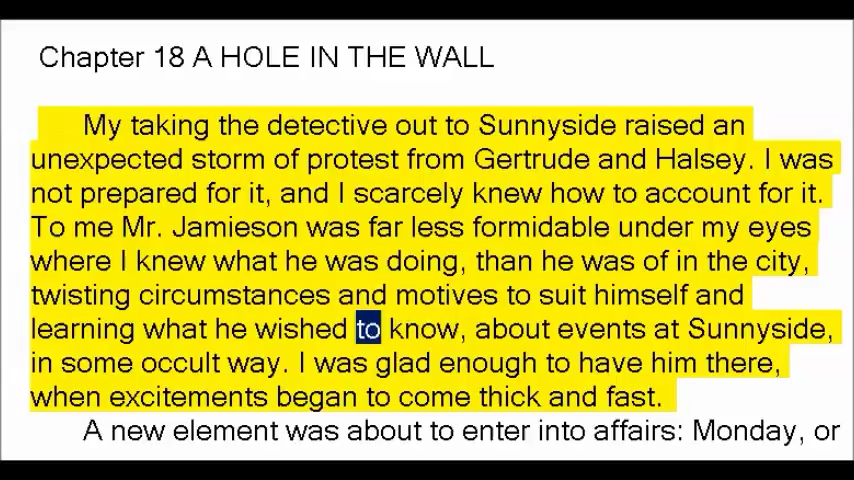 Chapter 18 A HOLE IN THE WALL
My taking the detective out to Sunnyside raised an
unexpected storm of protest from Gertrude and Halsey. I was
not prepared for it, and I scarcely knew how to account for it.
To me Mr. Jamieson was far less formidable under my eyes
where I knew what he was doing, than he was of in the city,
twisting circumstances and motives to suit himself and
learning what he wished to know, about events at Sunnyside,
in some occult way. I was glad enough to have him there,
when excitements began to come thick and fast.
A new element was about to enter into affairs: Monday, or